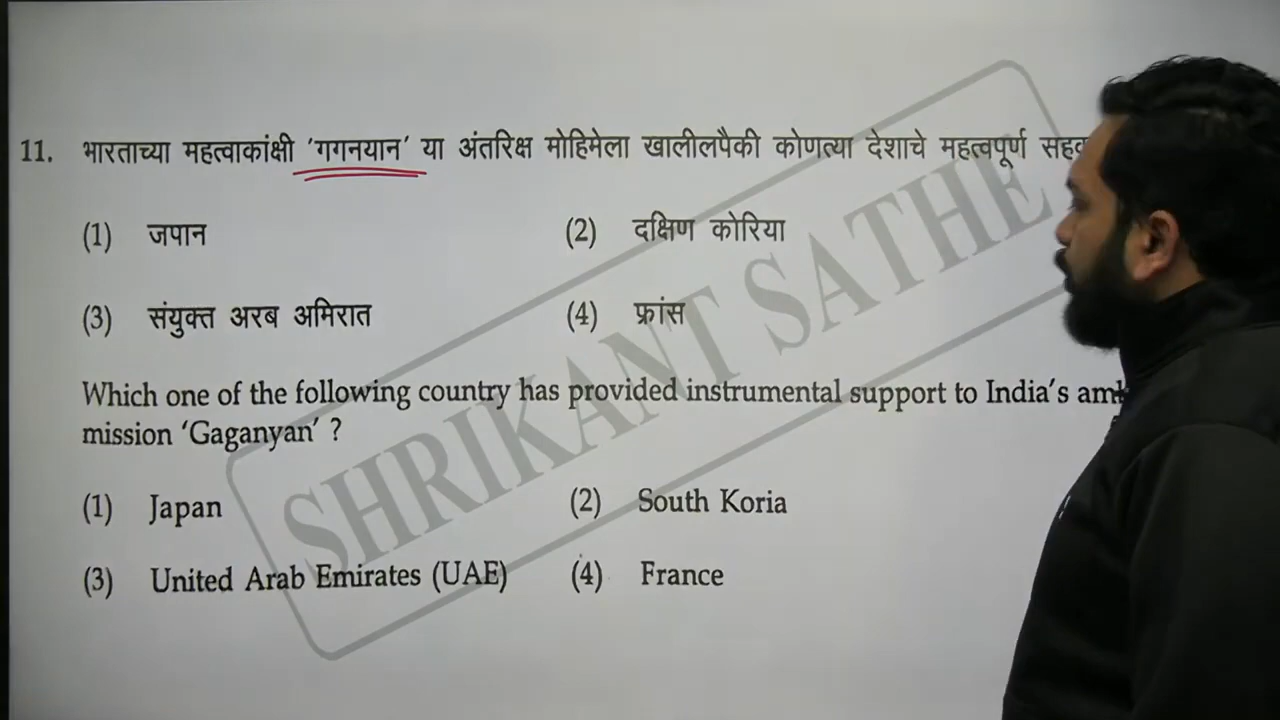 11. भारताच्या महत्वाकांक्षी 'गगनयान' या अंतरिक्ष मोहिमेला खालीलपैकी कोणत्या देशाचे महत्वपूर्ण
(1) जपान (2) दक्षिण कोरिया
(3) संयुक्त अरब अमिरात (4) फ्रांस
Which one of the following country has provided instrumental support to India's
mission 'Gaganyan' ?
(1) Japan (2) South Koria
(3) United Arab Emirates (UAE) (4) France
SHRIKANT SATHE